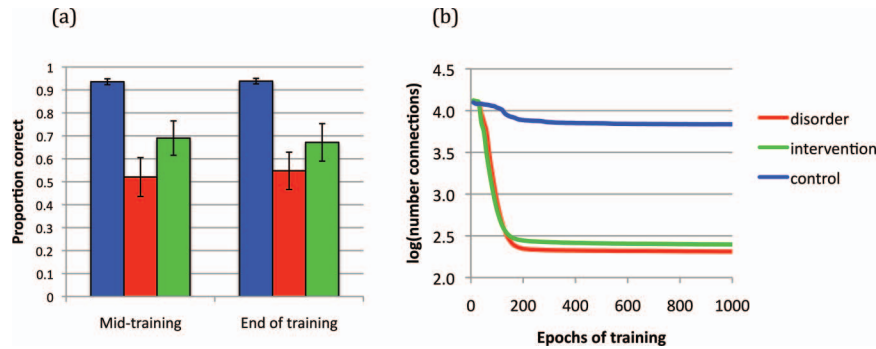 (a)
Proportion correct
1
0.9
0.8
0.7
0.6
0.5
0.4
0.3
0.2
0.1
0
Mid-training
End of training
(b)
log(number connections)
4.5
4.0
3.5
3.0
2.5
2.0
0
200
400
600
800
1000
Epochs of training
disorder
intervention
control